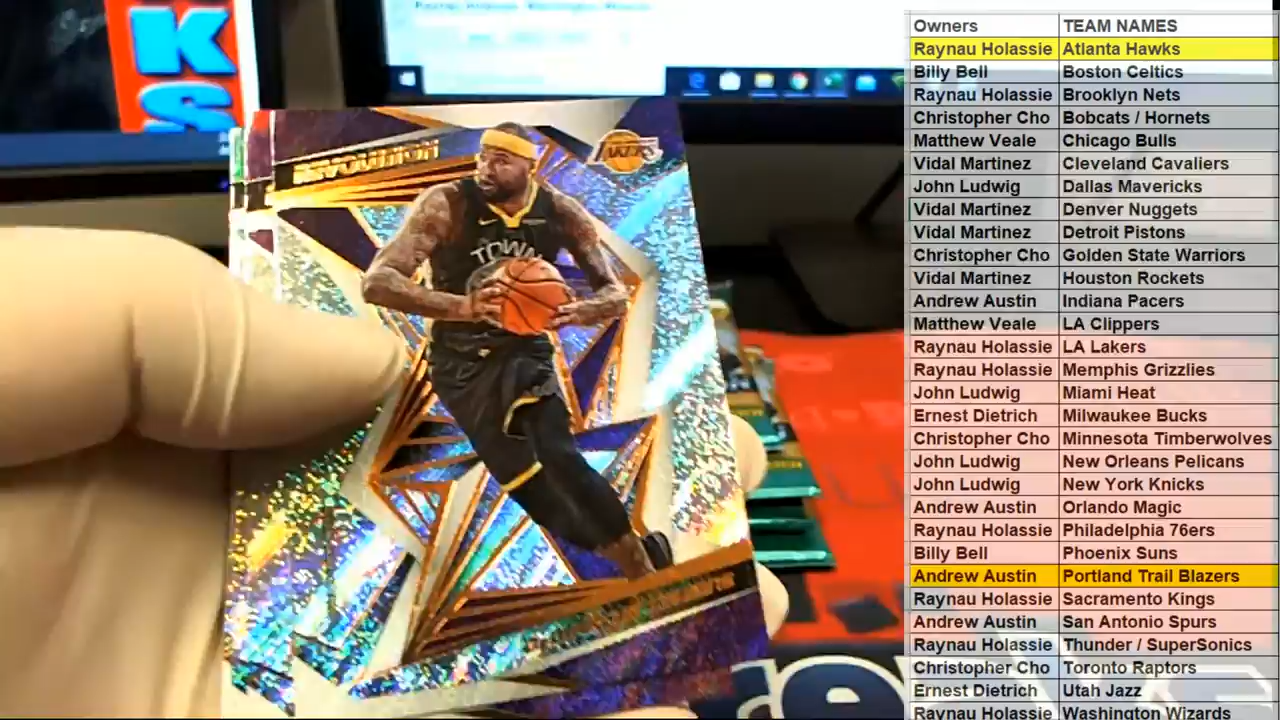 K
S
REVOLUTION
LAKERS
TOWN
Owners TEAM NAMES
Raynau Holassie Atlanta Hawks
Billy Bell Boston Celtics
Raynau Holassie Brooklyn Nets
Christopher Cho Bobcats / Hornets
Matthew Veale Chicago Bulls
Vidal Martinez Cleveland Cavaliers
John Ludwig Dallas Mavericks
Vidal Martinez Denver Nuggets
Vidal Martinez Detroit Pistons
Christopher Cho Golden State Warriors
Vidal Martinez Houston Rockets
Andrew Austin Indiana Pacers
Matthew Veale LA Clippers
Raynau Holassie LA Lakers
Raynau Holassie Memphis Grizzlies
John Ludwig Miami Heat
Ernest Dietrich Milwaukee Bucks
Christopher Cho Minnesota Timberwolves
John Ludwig New Orleans Pelicans
John Ludwig New York Knicks
Andrew Austin Orlando Magic
Raynau Holassie Philadelphia 76ers
Billy Bell Phoenix Suns
Andrew Austin Portland Trail Blazers
Raynau Holassie Sacramento Kings
Andrew Austin San Antonio Spurs
Raynau Holassie Thunder / SuperSonics
Christopher Cho Toronto Raptors
Ernest Dietrich Utah Jazz
Raynau Holassie Washington Wizards